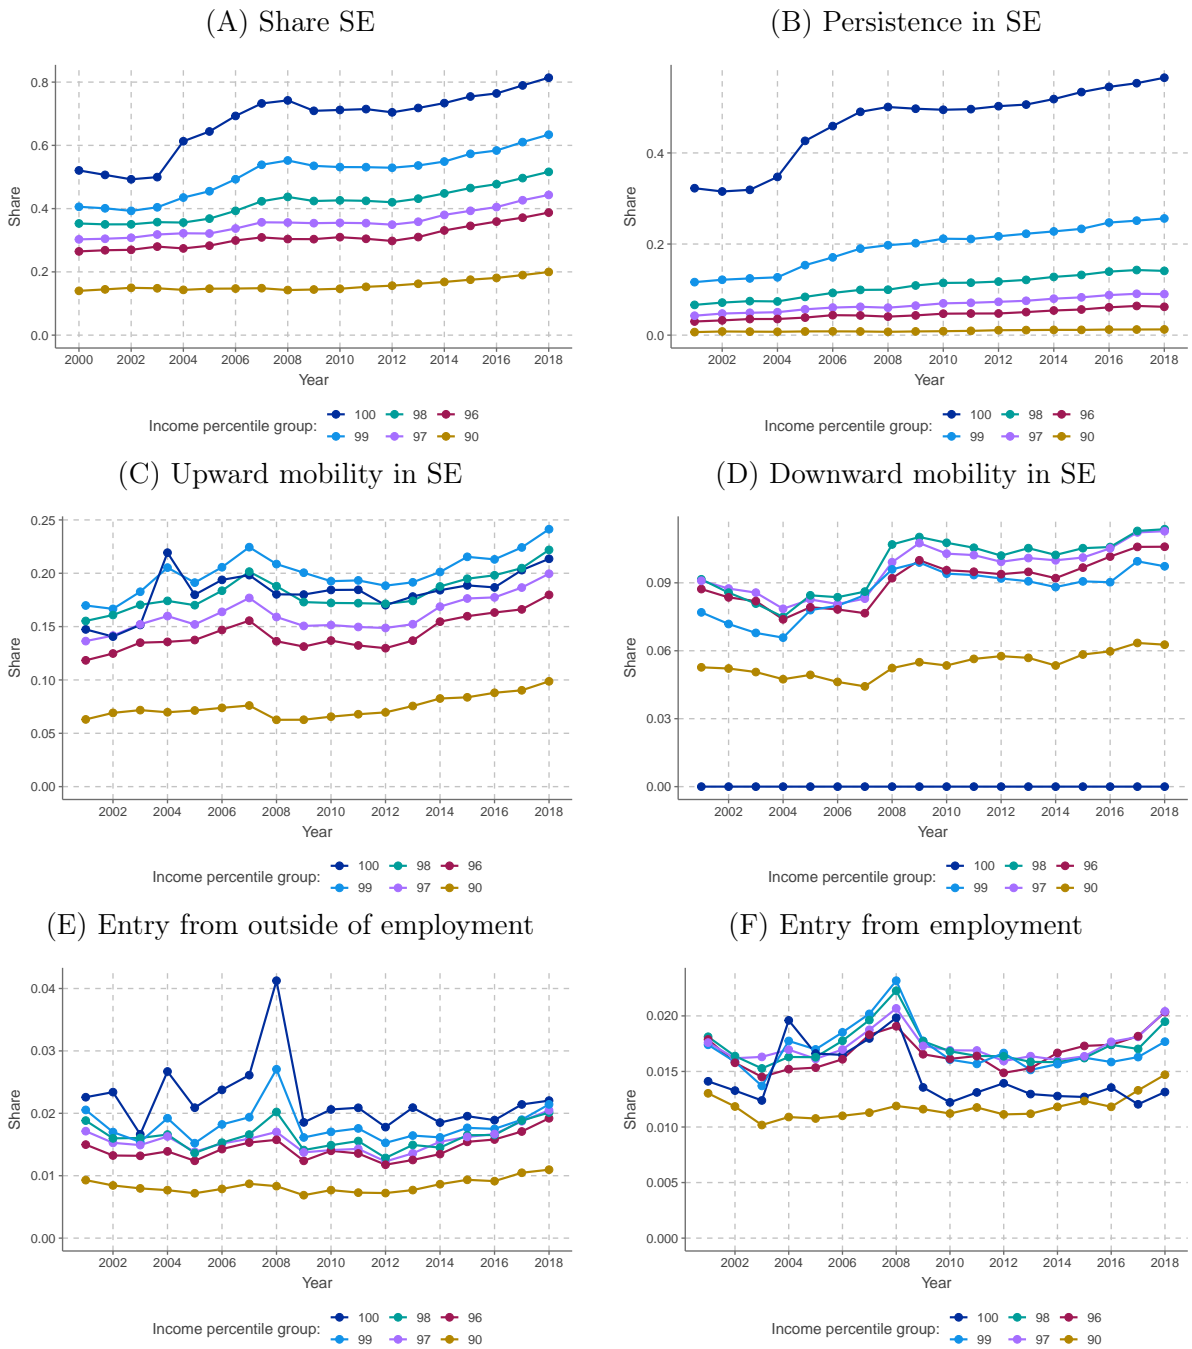 (A) Share SE
Share
0.8
0.6
0.4
0.2
0.0
2000 2002 2004 2006 2008 2010 2012 2014 2016 2018
Year
Income percentile group: 100 98 96
99 97 90
(B) Persistence in SE
Share
0.4
0.2
0.0
2002 2004 2006 2008 2010 2012 2014 2016 2018
Year
Income percentile group: 100 98 96
99 97 90
(C) Upward mobility in SE
Share
0.25
0.20
0.15
0.10
0.05
0.00
2002 2004 2006 2008 2010 2012 2014 2016 2018
Year
Income percentile group: 100 98 96
99 97 90
(D) Downward mobility in SE
Share
0.09
0.06
0.03
0.00
2002 2004 2006 2008 2010 2012 2014 2016 2018
Year
Income percentile group: 100 98 96
99 97 90
(E) Entry from outside of employment
Share
0.04
0.03
0.02
0.01
0.00
2002 2004 2006 2008 2010 2012 2014 2016 2018
Year
Income percentile group: 100 98 96
99 97 90
(F) Entry from employment
Share
0.020
0.015
0.010
0.005
0.000
2002 2004 2006 2008 2010 2012 2014 2016 2018
Year
Income percentile group: 100 98 96
99 97 90